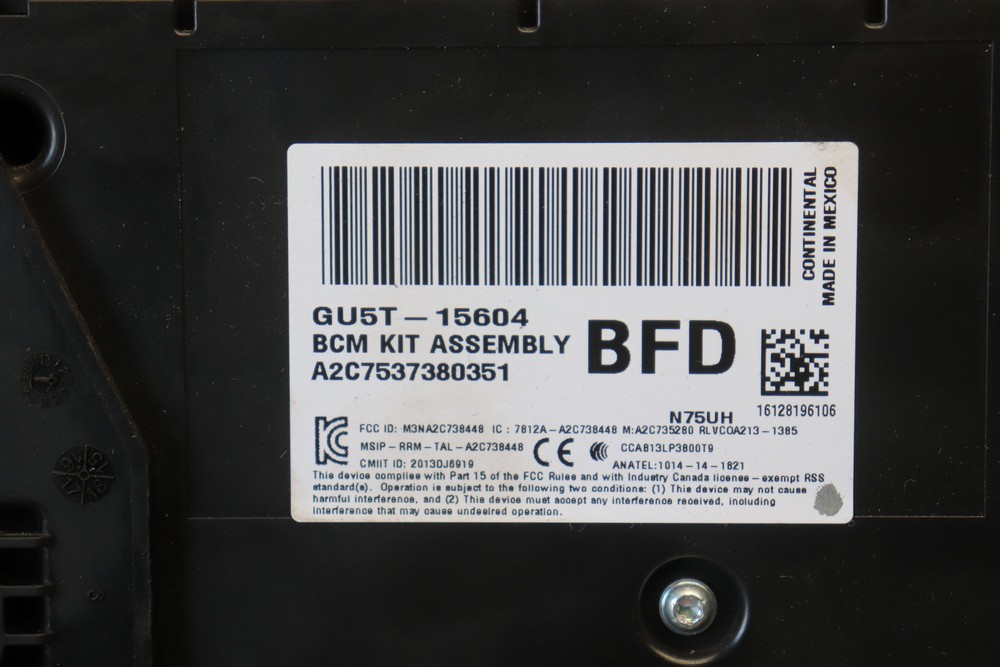 CONTINENTAL
MADE IN MEXICO
GU5T – 15604
BCM KIT ASSEMBLY
BFD
A2C7537380351
16128196106
N75UH
FCC ID: M3NA2C738448 IC : 7812A–A2C738448 M:A2C735280 RLVCOA213–1385
MSIP–RRM–TAL–A2C738448
CE
CCAB13LP3800T9
CMIIT ID: 2013DJ6919
ANATEL:1014–14–1821
This device complies with Part 15 of the FCC Rules and with Industry Canada license – exempt RSS
standard(s). Operation is subject to the following two conditions: (1) This device may not cause
harmful interference, and (2) This device must accept any interference received, including
interference that may cause undesired operation.